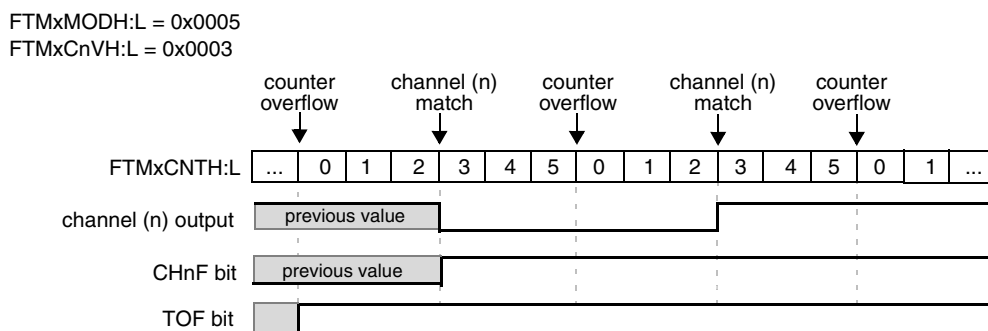 FTMxMODH:L = 0x0005
FTMxCnVH:L = 0x0003
counter overflow
channel (n) match
counter overflow
channel (n) match
counter overflow
FTMxCNTH:L ... 0 1 2 3 4 5 0 1 2 3 4 5 0 1 ...
channel (n) output previous value
CHnF bit previous value
TOF bit